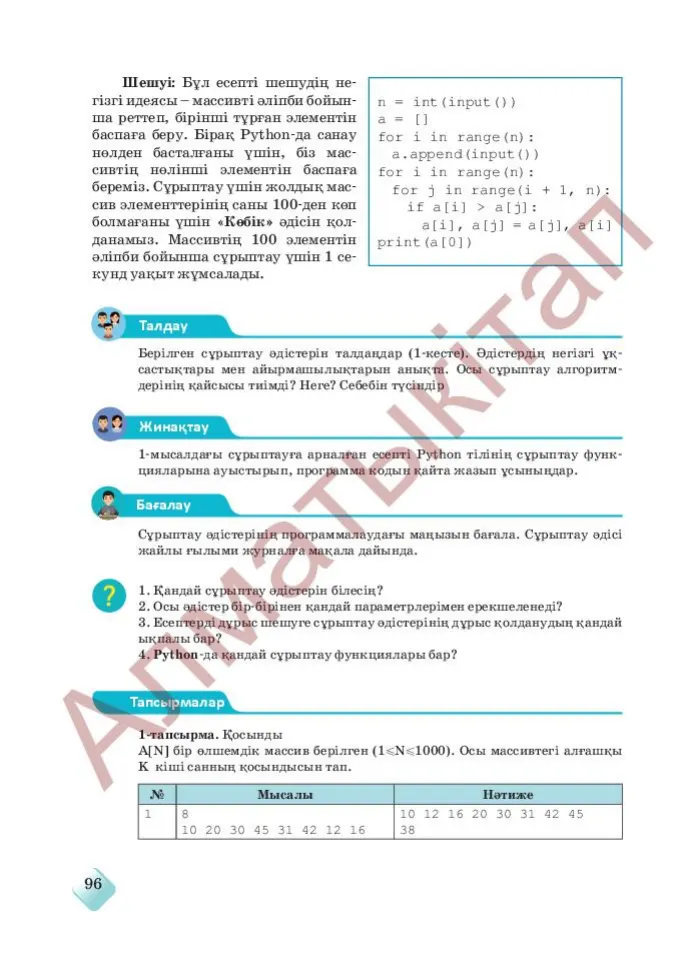 Шешуі: Бұл есепті шешудің не-
гізгі идеясы – массивті әліпби бойын-
ша реттеп, бірінші тұрған элементін
баспаға беру. Бірақ Python-да санау
нөлден басталғаны үшін, біз мас-
сивтің нөлінші элементін баспаға
береміз. Сұрыптау үшін жолдық мас-
сив элементтерінің саны 100-ден көп
болмағаны үшін «Көбік» әдісін қол-
данамыз. Массивтің 100 элементін
әліпби бойынша сұрыптау үшін 1 се-
кунд уақыт жұмсалады.
n = int(input())
a = []
for i in range(n):
a.append(input())
for i in range(n):
for j in range(i + 1, n):
if a[i] > a[j]:
a[i], a[j] = a[j], a[i]
print(a[0])
Талдау
Берілген сұрыптау әдістерін талдаңдар (1-кесте). Әдістердің негізгі ұқ-
састықтары мен айырмашылықтарын анықта. Осы сұрыптау алгоритм-
дерінің қайсысы тиімді? Неге? Себебін түсіндір
Жинақтау
1-мысалдағы сұрыптауға арналған есепті Python тілінің сұрыптау функ-
цияларына ауыстырып, программа кодын қайта жазып ұсыныңдар.
Бағалау
Сұрыптау әдістерінің программалаудағы маңызын бағала. Сұрыптау әдісі
жайлы ғылыми журналға мақала дайында.
?
1. Қандай сұрыптау әдістерін білесің?
2. Осы әдістер бір-бірінен қандай параметрлерімен ерекшеленеді?
3. Есептерді дұрыс шешуге сұрыптау әдістерінің дұрыс қолданудың қандай
ықпалы бар?
4. Python-да қандай сұрыптау функциялары бар?
Тапсырмалар
1-тапсырма. Қосынды
A[N] бір өлшемдік массив берілген (1⩽N⩽1000). Осы массивтегі алғашқы
K кіші санның қосындысын тап.
№ Мысалы Нәтиже
1 8 10 12 16 20 30 31 42 45
10 20 30 45 31 42 12 16 38
96
Алматыкітап